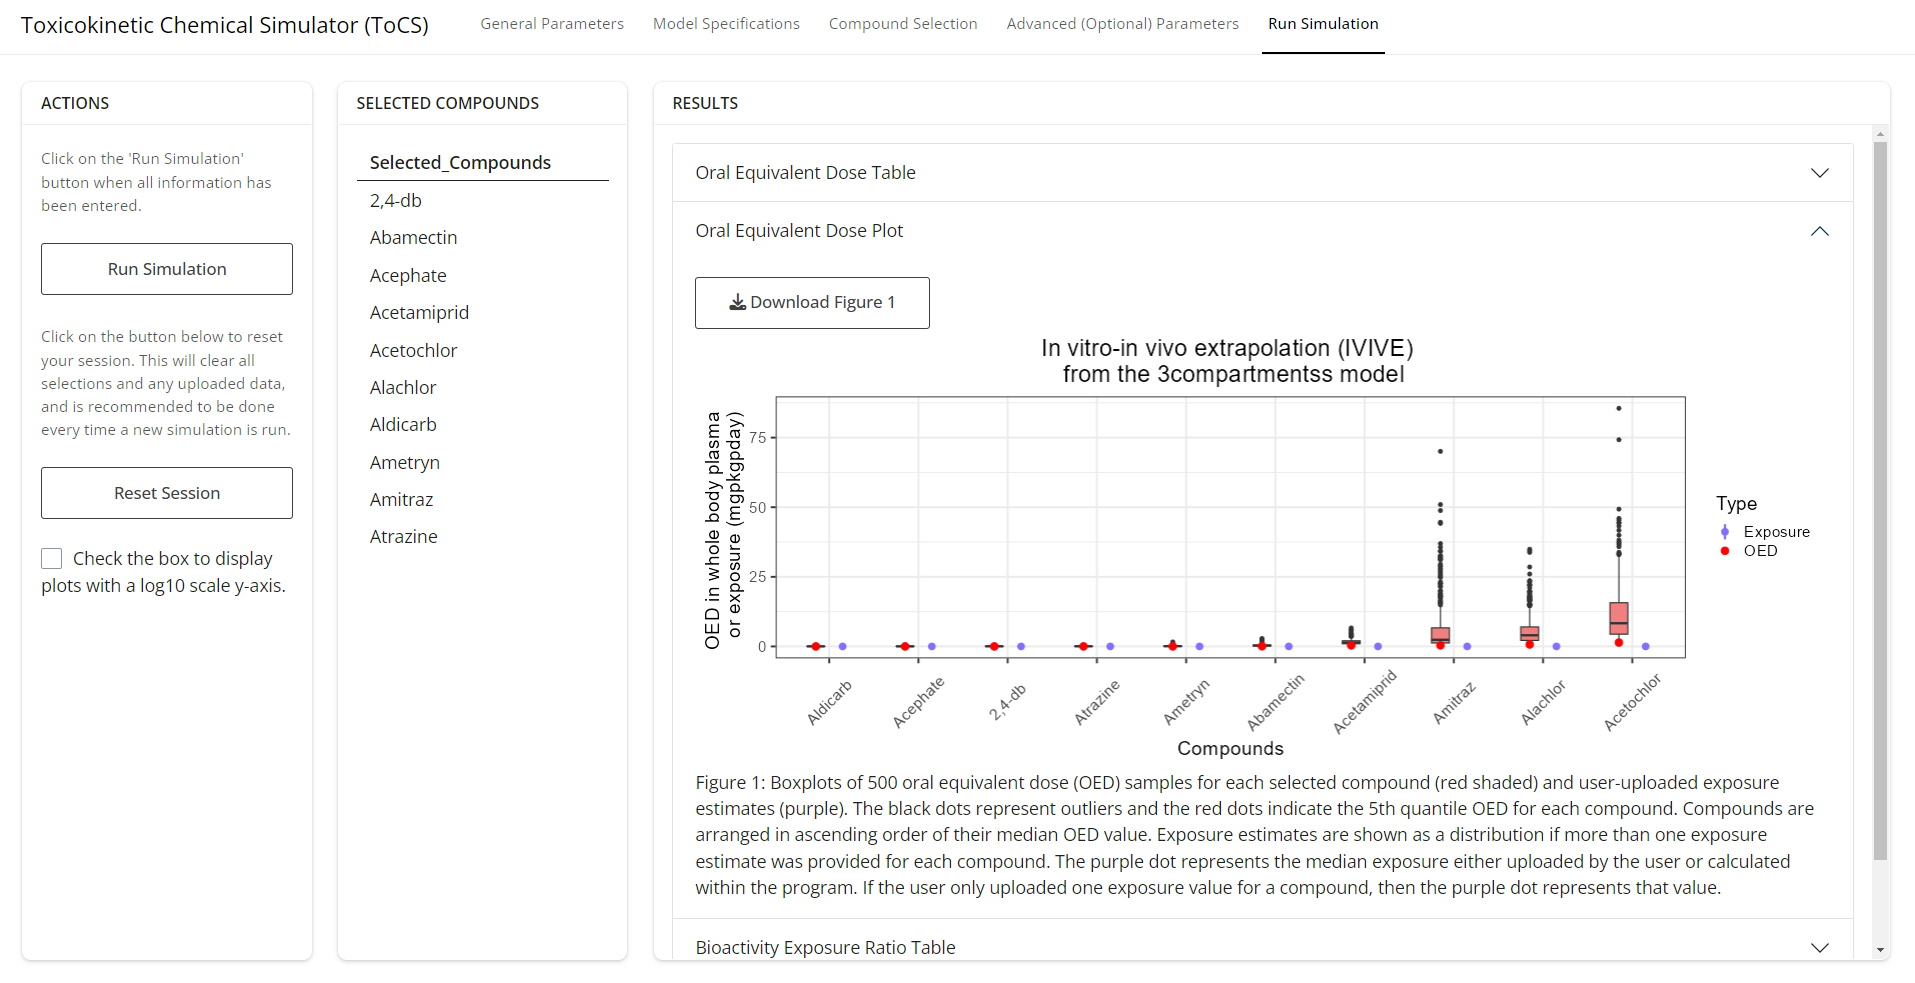 Toxicokinetic Chemical Simulator (ToCS)
General Parameters
Model Specifications
Compound Selection
Advanced (Optional) Parameters
Run Simulation
ACTIONS
Click on the 'Run Simulation'
button when all information has
been entered.
Run Simulation
Click on the button below to reset
your session. This will clear all
selections and any uploaded data,
and is recommended to be done
every time a new simulation is run.
Reset Session
Check the box to display
plots with a log10 scale y-axis.
SELECTED COMPOUNDS
Selected_Compounds
2,4-db
Abamectin
Acephate
Acetamiprid
Acetochlor
Alachlor
Aldicarb
Ametryn
Amitraz
Atrazine
RESULTS
Oral Equivalent Dose Table
Oral Equivalent Dose Plot
Download Figure 1
In vitro-in vivo extrapolation (IVIVE)
from the 3compartmentss model
OED in whole body plasma
or exposure (mgpkgpday)
75
50
25
0
Aldicarb
Acephate
2,4-db
Atrazine
Ametryn
Abamectin
Acetamiprid
Amitraz
Alachlor
Acetochlor
Compounds
Type
Exposure
OED
Figure 1: Boxplots of 500 oral equivalent dose (OED) samples for each selected compound (red shaded) and user-uploaded exposure
estimates (purple). The black dots represent outliers and the red dots indicate the 5th quantile OED for each compound. Compounds are
arranged in ascending order of their median OED value. Exposure estimates are shown as a distribution if more than one exposure
estimate was provided for each compound. The purple dot represents the median exposure either uploaded by the user or calculated
within the program. If the user only uploaded one exposure value for a compound, then the purple dot represents that value.
Bioactivity Exposure Ratio Table